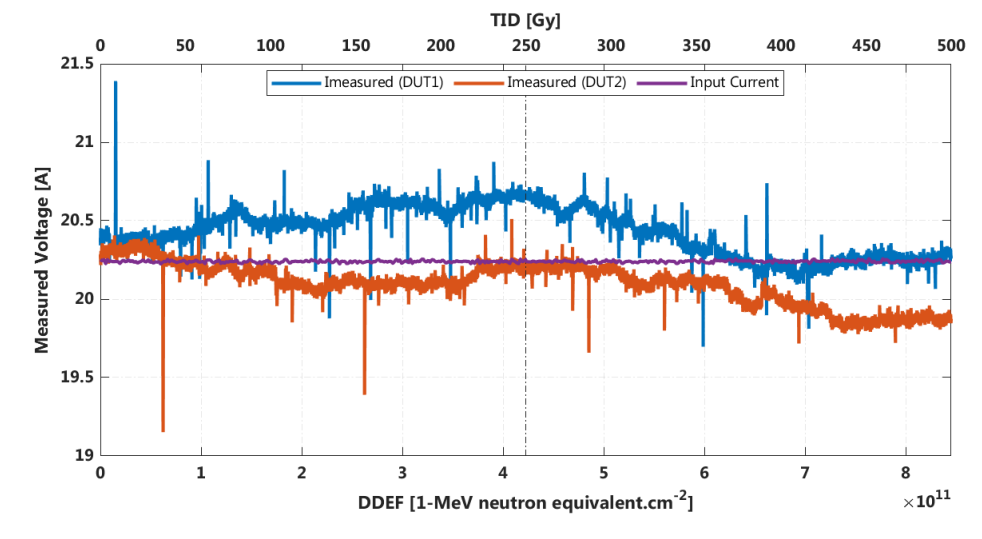 TID [Gy]
0 50 100 150 200 250 300 350 400 450 500
Imeasured (DUT1) Imeasured (DUT2) Input Current
21.5
21
20.5
20
19.5
19
Measured Voltage [A]
0 1 2 3 4 5 6 7 8
×10^11
DDEF [1-MeV neutron equivalent.cm^-2]